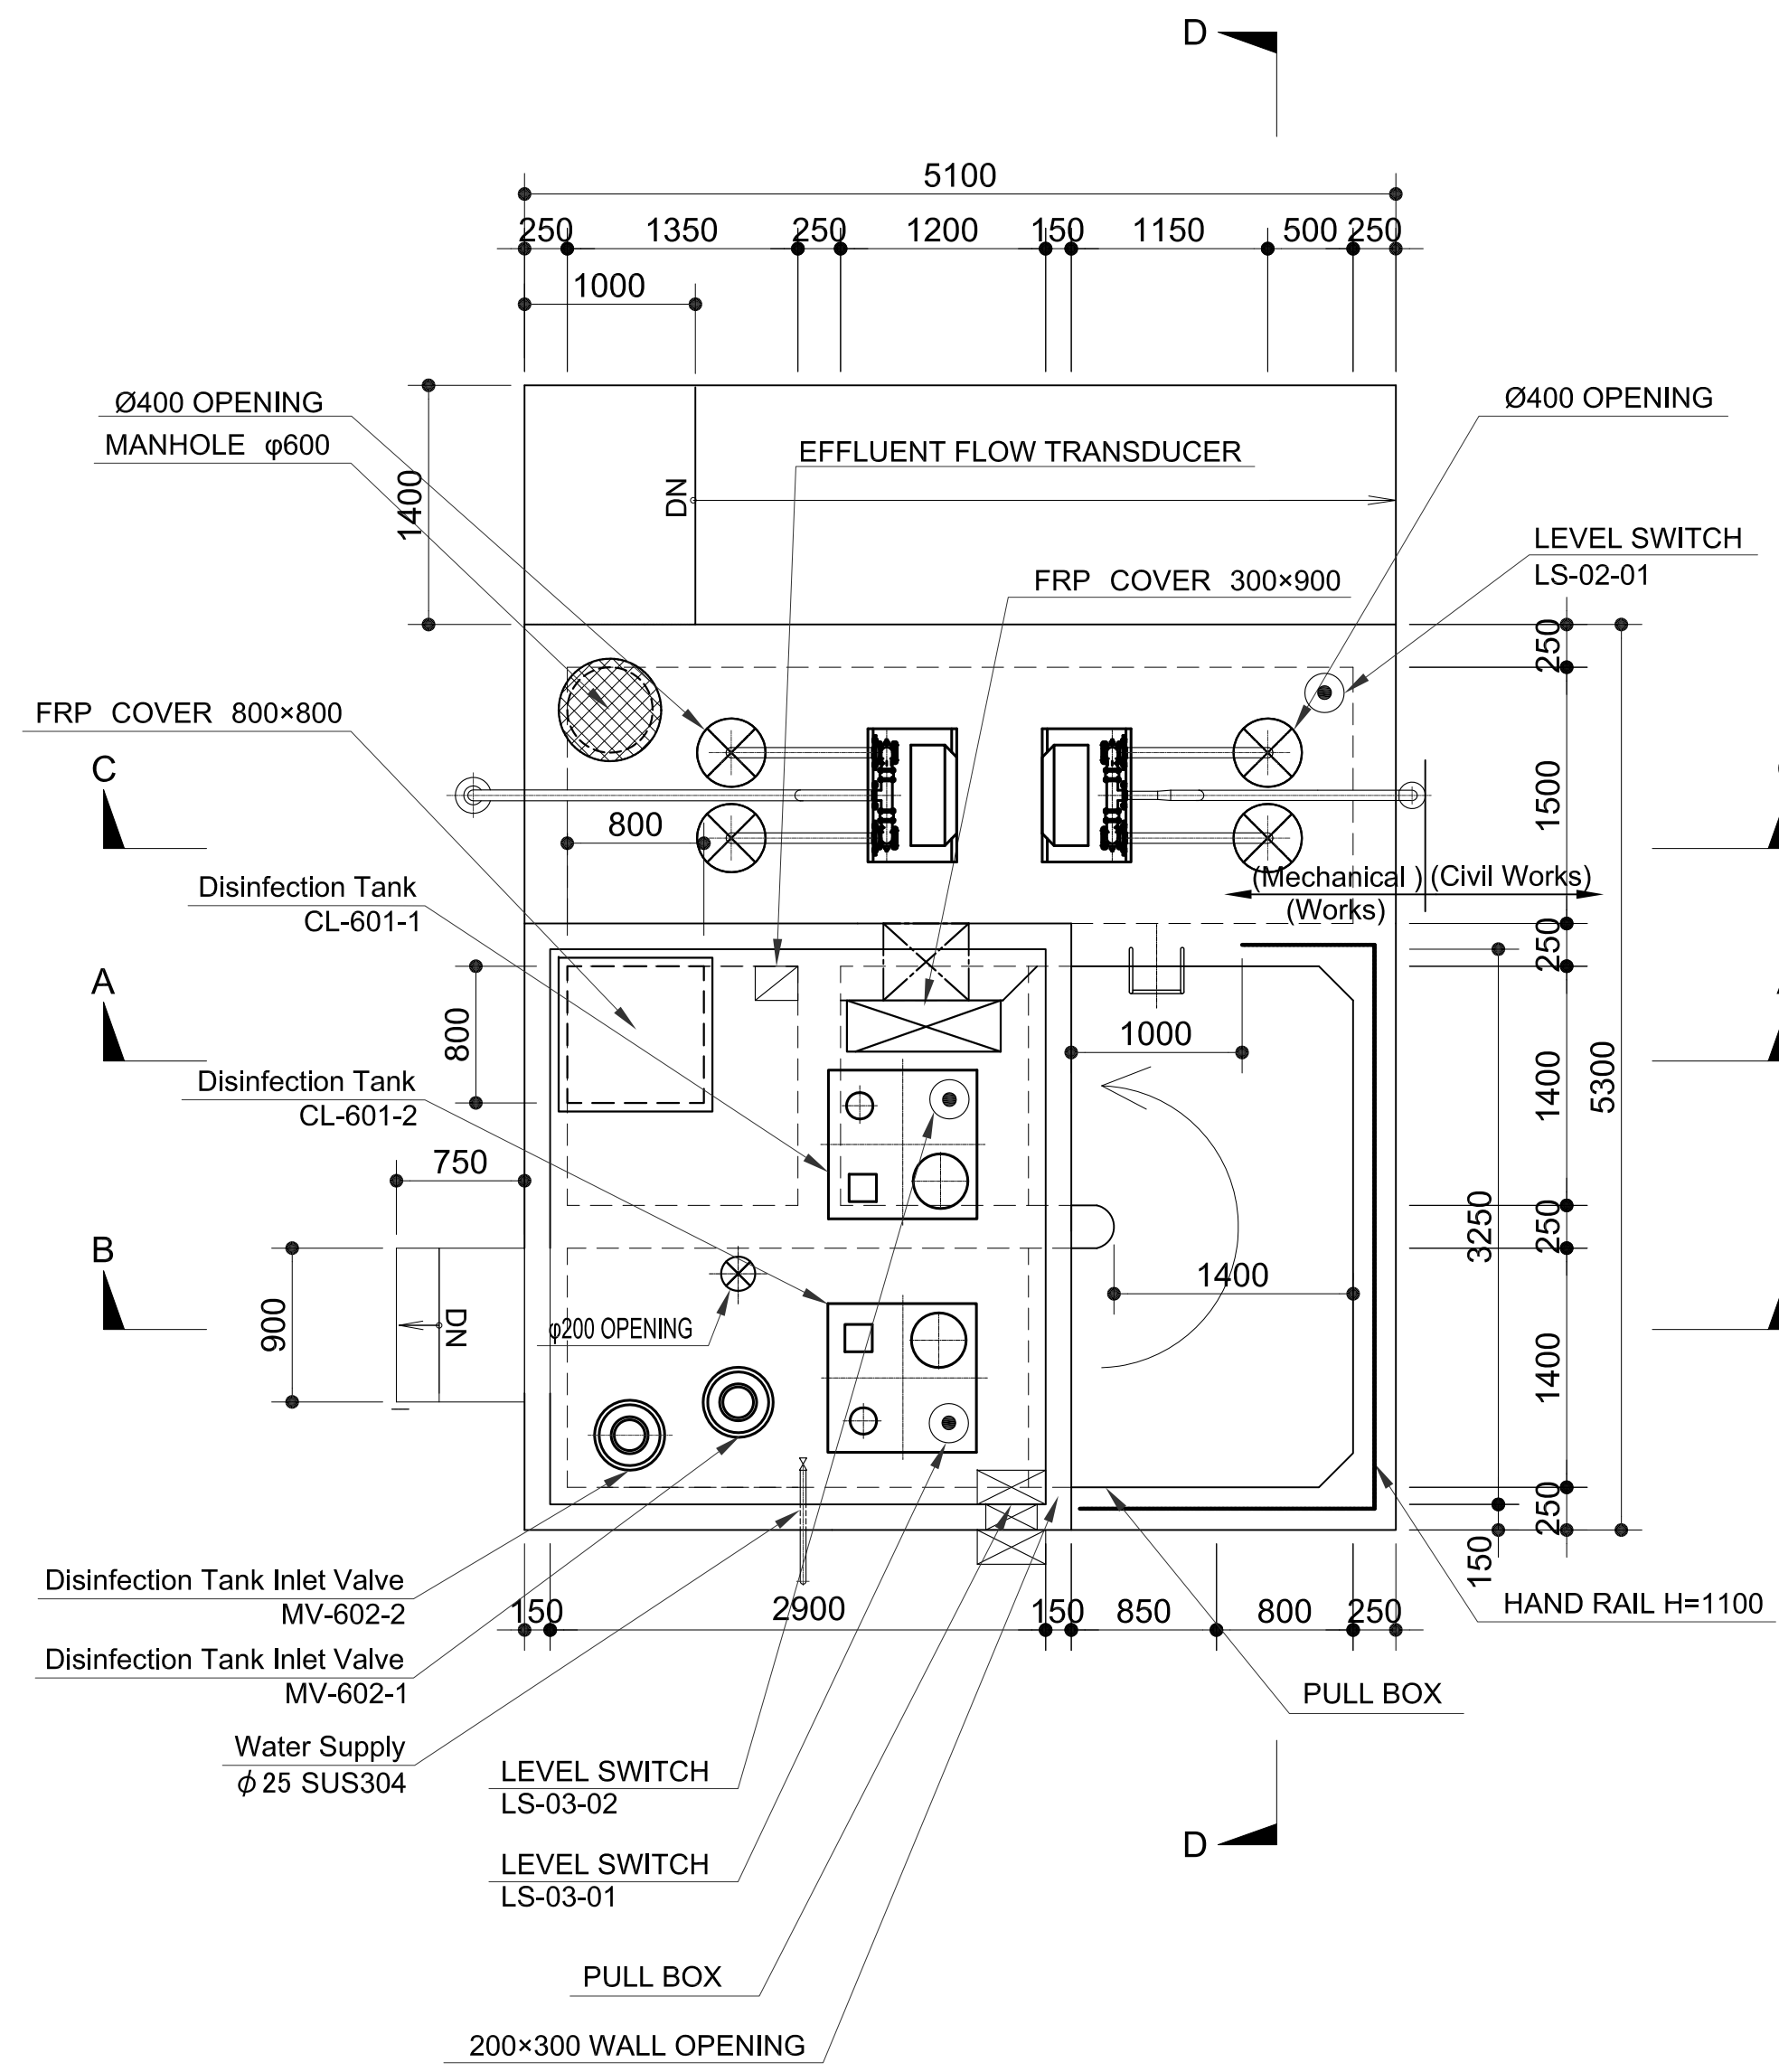 D
5100
250 1350 250 1200 150 1150 500 250
1000
Ø400 OPENING
MANHOLE φ600
EFFLUENT FLOW TRANSDUCER
Ø400 OPENING
1400
DN
LEVEL SWITCH
LS-02-01
FRP COVER 300×900
250
FRP COVER 800×800
C
1500
800
(Mechanical ) (Civil Works)
(Works)
Disinfection Tank
CL-601-1
250
A
800
1000
1400
5300
Disinfection Tank
CL-601-2
750
3250
250
B
1400
900
DN
φ200 OPENING
1400
250
150
Disinfection Tank Inlet Valve
MV-602-2
150 2900 150 850 800 250
HAND RAIL H=1100
Disinfection Tank Inlet Valve
MV-602-1
PULL BOX
Water Supply
ϕ 25 SUS304
LEVEL SWITCH
LS-03-02
D
LEVEL SWITCH
LS-03-01
PULL BOX
200×300 WALL OPENING